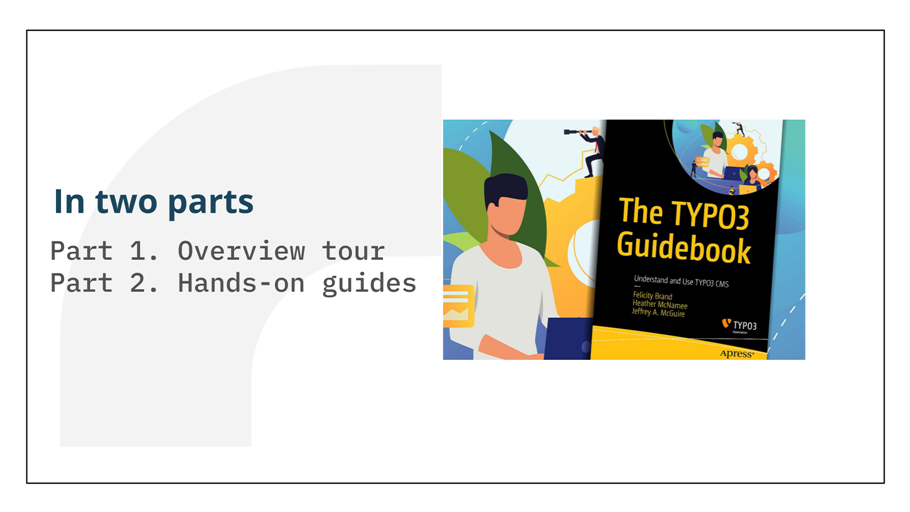 In two parts
Part 1. Overview tour
Part 2. Hands-on guides
The TYPO3
Guidebook
Understand and Use TYPO3 CMS
—
Felicity Brand
Heather McNamee
Jeffrey A. McGuire
TYPO3
Apress®